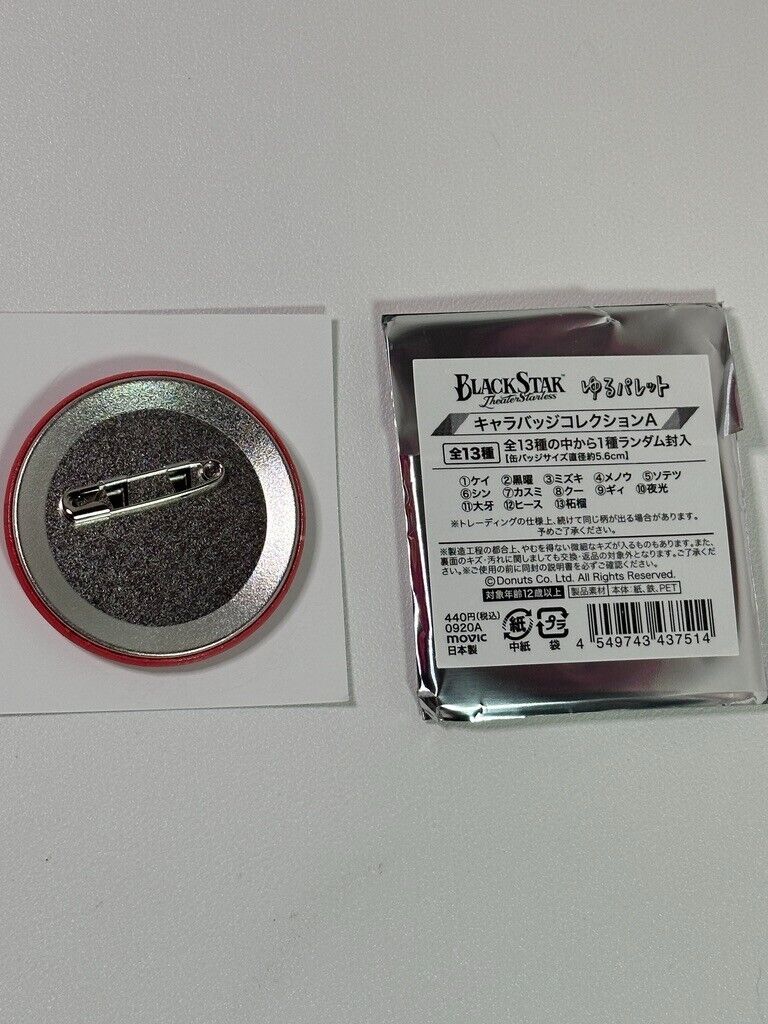 BLACKSTAR™ ゆるパレット
TheaterStarless
キャラバッジコレクションA
全13種 全13種の中から1種ランダム封入
【缶バッジサイズ直径約5.6cm】
①ケイ ②黒曜 ③ミズキ ④メノウ ⑤ソテツ
⑥シン ⑦カスミ ⑧クー ⑨ギィ ⑩夜光
⑪大牙 ⑫ヒース ⑬柘榴
※トレーディングの仕様上、続けて同じ柄が出る場合があります。
予めご了承ください。
※製造工程の都合上、やむを得ない微細なキズが入るものもあります。また、
裏面のキズ・汚れに関しましても交換・返品の対象外となります。ご了承くだ
さい。※ご使用の前に同封の説明書を必ずご確認ください。
©Donuts Co. Ltd. All Rights Reserved.
対象年齢12歳以上 製品素材 本体:紙、鉄、PET
440円(税込)
0920A
movic
日本製
紙
中紙
プラ
袋
4 549743 437514